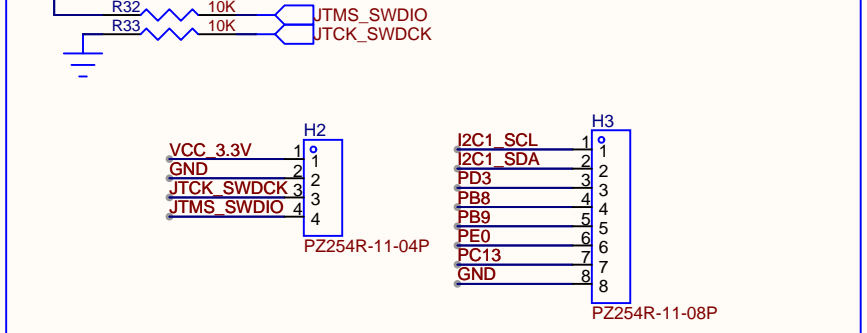 R32 10K JTMS_SWDIO
R33 10K JTCK_SWDCK
H2
VCC_3.3V 1 1
GND 2 2
JTCK_SWDCK 3 3
JTMS_SWDIO 4 4
PZ254R-11-04P
H3
I2C1_SCL 1 1
I2C1_SDA 2 2
PD3 3 3
PB8 4 4
PB9 5 5
PE0 6 6
PC13 7 7
GND 8 8
PZ254R-11-08P